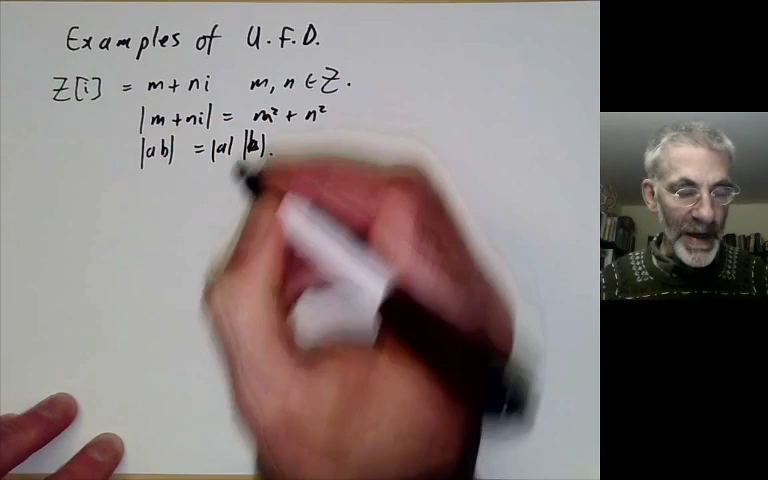 Examples of U.F.D.
Z[i] = m+ni m, n ∈ Z.
|m+ni| = m² + n²
|ab| = |a| |b|.